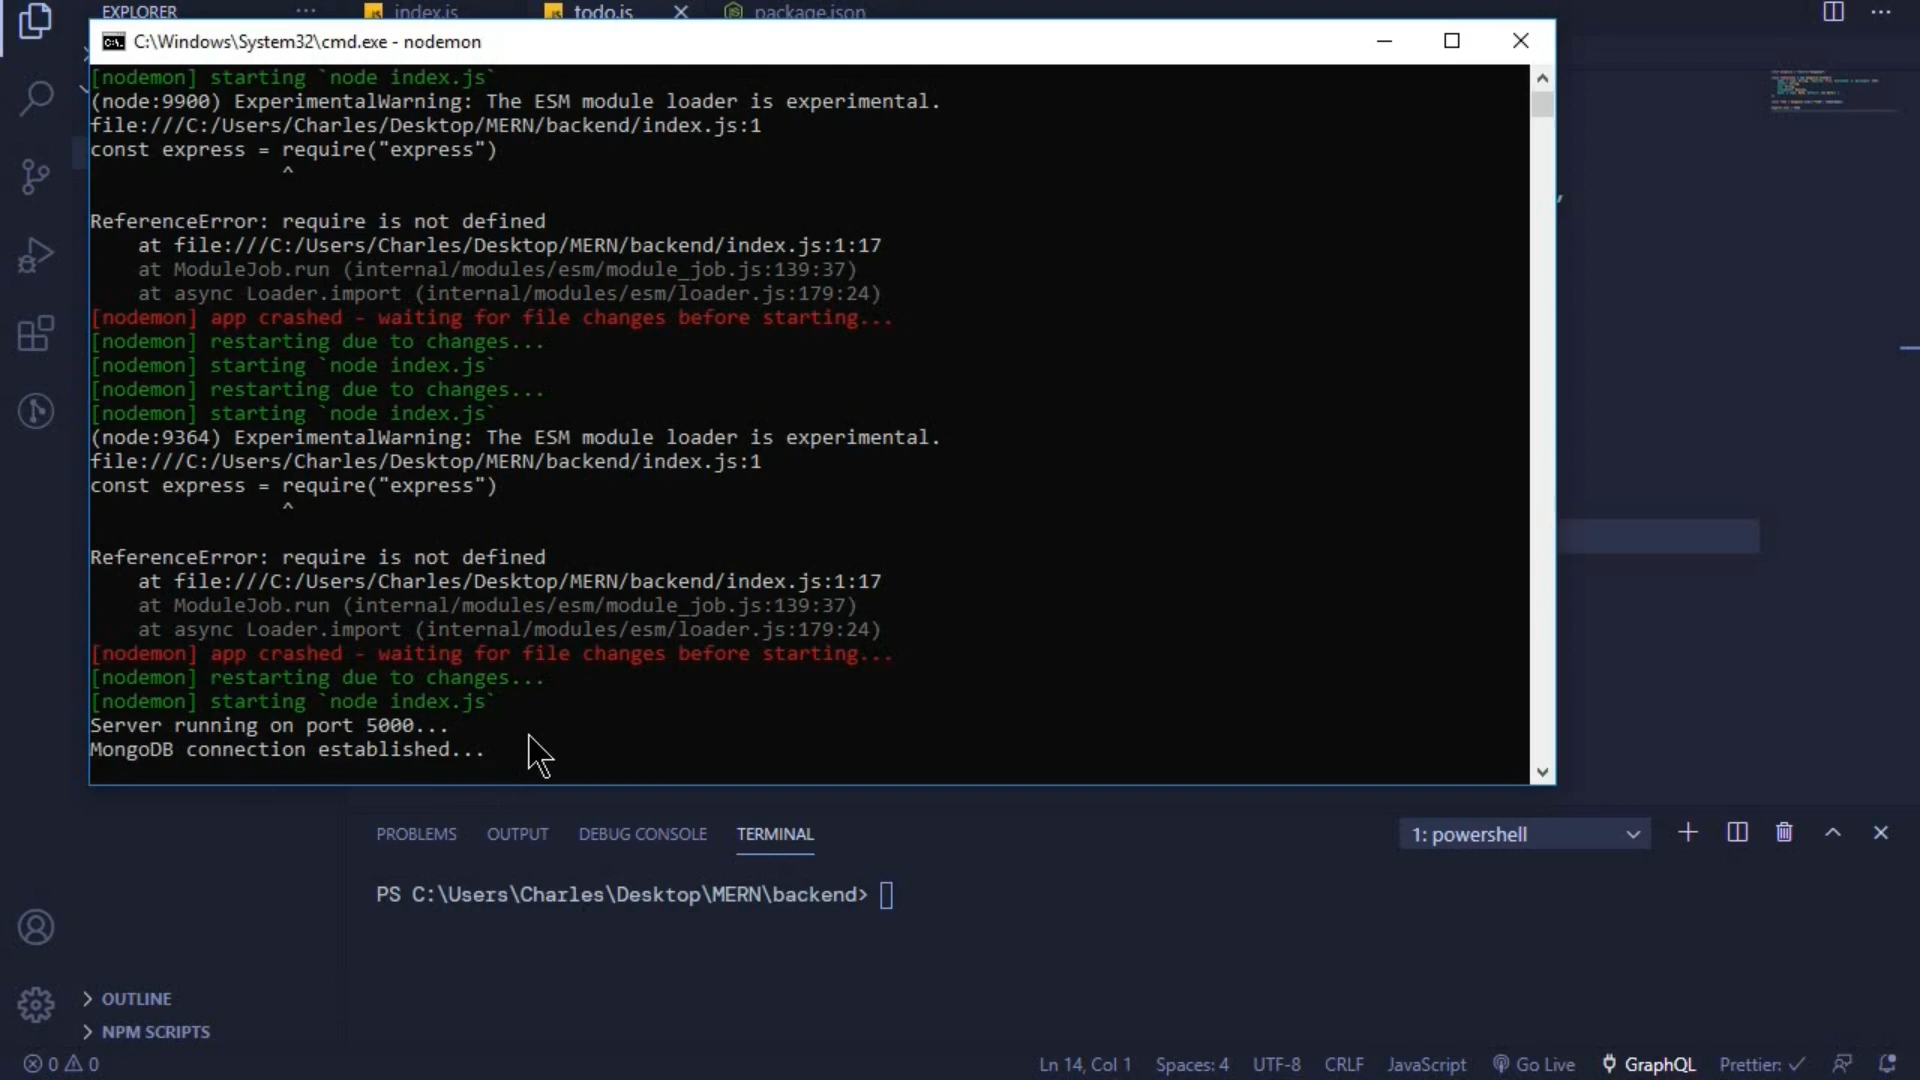 EXPLORER
index.js
todo.js
package.json
C:\Windows\System32\cmd.exe - nodemon
[nodemon] starting `node index.js`
(node:9900) ExperimentalWarning: The ESM module loader is experimental.
file:///C:/Users/Charles/Desktop/MERN/backend/index.js:1
const express = require("express")
^
ReferenceError: require is not defined
at file:///C:/Users/Charles/Desktop/MERN/backend/index.js:1:17
at ModuleJob.run (internal/modules/esm/module_job.js:139:37)
at async Loader.import (internal/modules/esm/loader.js:179:24)
[nodemon] app crashed - waiting for file changes before starting...
[nodemon] restarting due to changes...
[nodemon] starting `node index.js`
[nodemon] restarting due to changes...
[nodemon] starting `node index.js`
(node:9364) ExperimentalWarning: The ESM module loader is experimental.
file:///C:/Users/Charles/Desktop/MERN/backend/index.js:1
const express = require("express")
^
ReferenceError: require is not defined
at file:///C:/Users/Charles/Desktop/MERN/backend/index.js:1:17
at ModuleJob.run (internal/modules/esm/module_job.js:139:37)
at async Loader.import (internal/modules/esm/loader.js:179:24)
[nodemon] app crashed - waiting for file changes before starting...
[nodemon] restarting due to changes...
[nodemon] starting `node index.js`
Server running on port 5000...
MongoDB connection established...
PROBLEMS OUTPUT DEBUG CONSOLE TERMINAL
1: powershell
PS C:\Users\Charles\Desktop\MERN\backend>
OUTLINE
NPM SCRIPTS
0 0
Ln 14, Col 1 Spaces: 4 UTF-8 CRLF JavaScript Go Live GraphQL Prettier: ✓